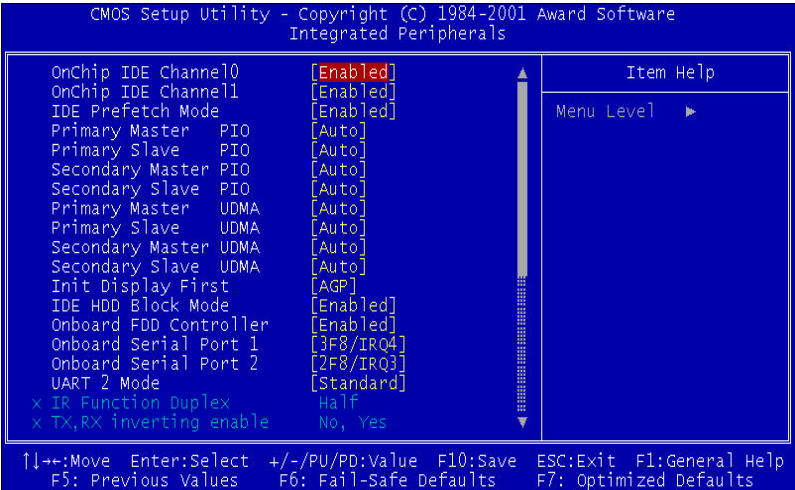 CMOS Setup Utility - Copyright (C) 1984-2001 Award Software
Integrated Peripherals
OnChip IDE Channel0 [Enabled]
OnChip IDE Channel1 [Enabled]
IDE Prefetch Mode [Enabled]
Primary Master PIO [Auto]
Primary Slave PIO [Auto]
Secondary Master PIO [Auto]
Secondary Slave PIO [Auto]
Primary Master UDMA [Auto]
Primary Slave UDMA [Auto]
Secondary Master UDMA [Auto]
Secondary Slave UDMA [Auto]
Init Display First [AGP]
IDE HDD Block Mode [Enabled]
Onboard FDD Controller [Enabled]
Onboard Serial Port 1 [3F8/IRQ4]
Onboard Serial Port 2 [2F8/IRQ3]
UART 2 Mode [Standard]
x IR Function Duplex Half
x TX,RX inverting enable No, Yes
Item Help
Menu Level ▶
↑↓→←:Move Enter:Select +/-/PU/PD:Value F10:Save ESC:Exit F1:General Help
F5: Previous Values F6: Fail-Safe Defaults F7: Optimized Defaults